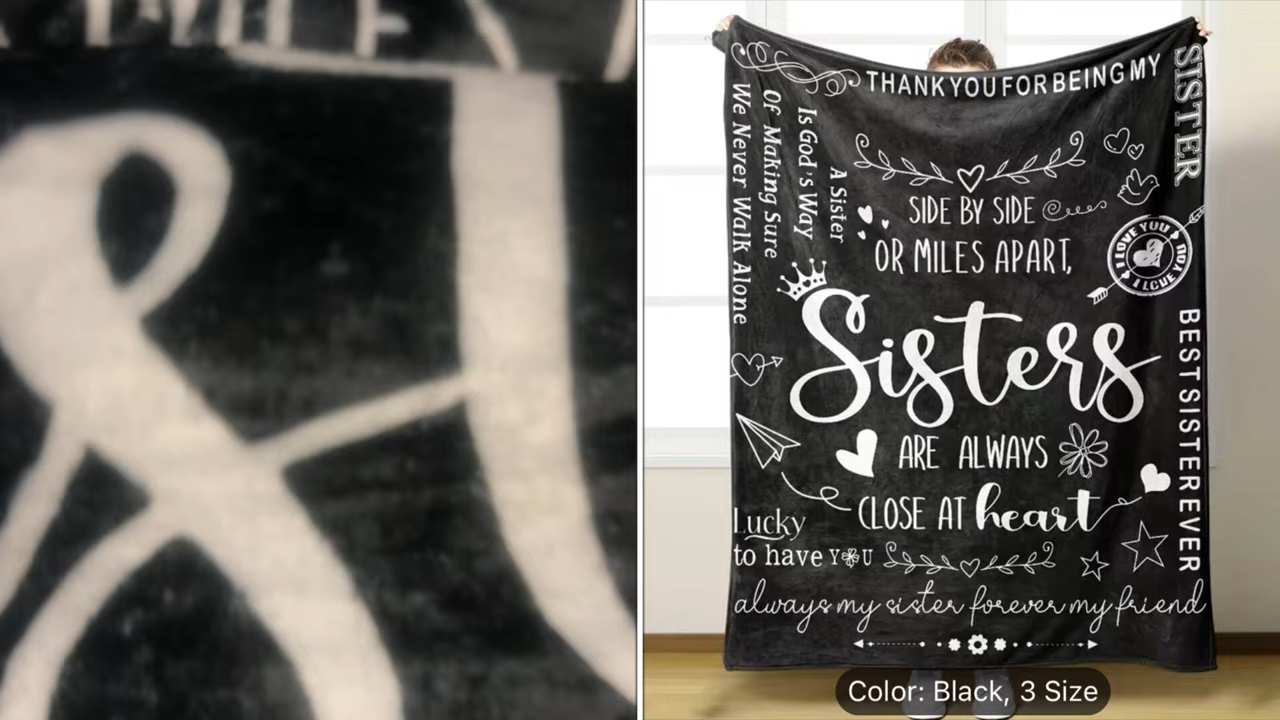 THANK YOU FOR BEING MY
SISTER
We Never Walk Alone
Of Making Sure
Is God's Way
A Sister
SIDE BY SIDE
OR MILES APART,
I LOVE YOU
I LOVE YOU
Sisters
ARE ALWAYS
CLOSE AT heart
BEST SISTER EVER
Lucky
to have YOU
always my sister forever my friend
Color: Black, 3 Size